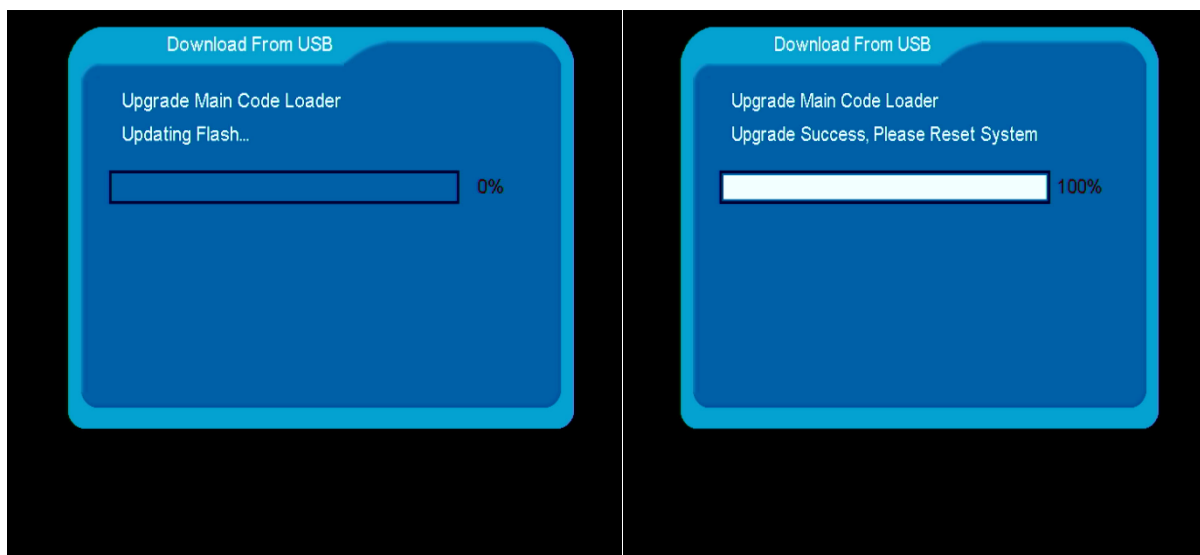 Download From USB
Upgrade Main Code Loader
Updating Flash...
0%
Download From USB
Upgrade Main Code Loader
Upgrade Success, Please Reset System
100%